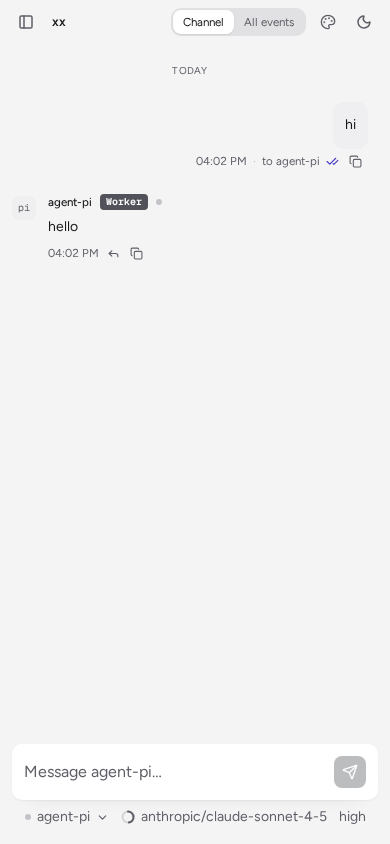 xx
Channel All events
TODAY
hi
04:02 PM · to agent-pi
pi agent-pi Worker
hello
04:02 PM
Message agent-pi...
agent-pi anthropic/claude-sonnet-4-5 high